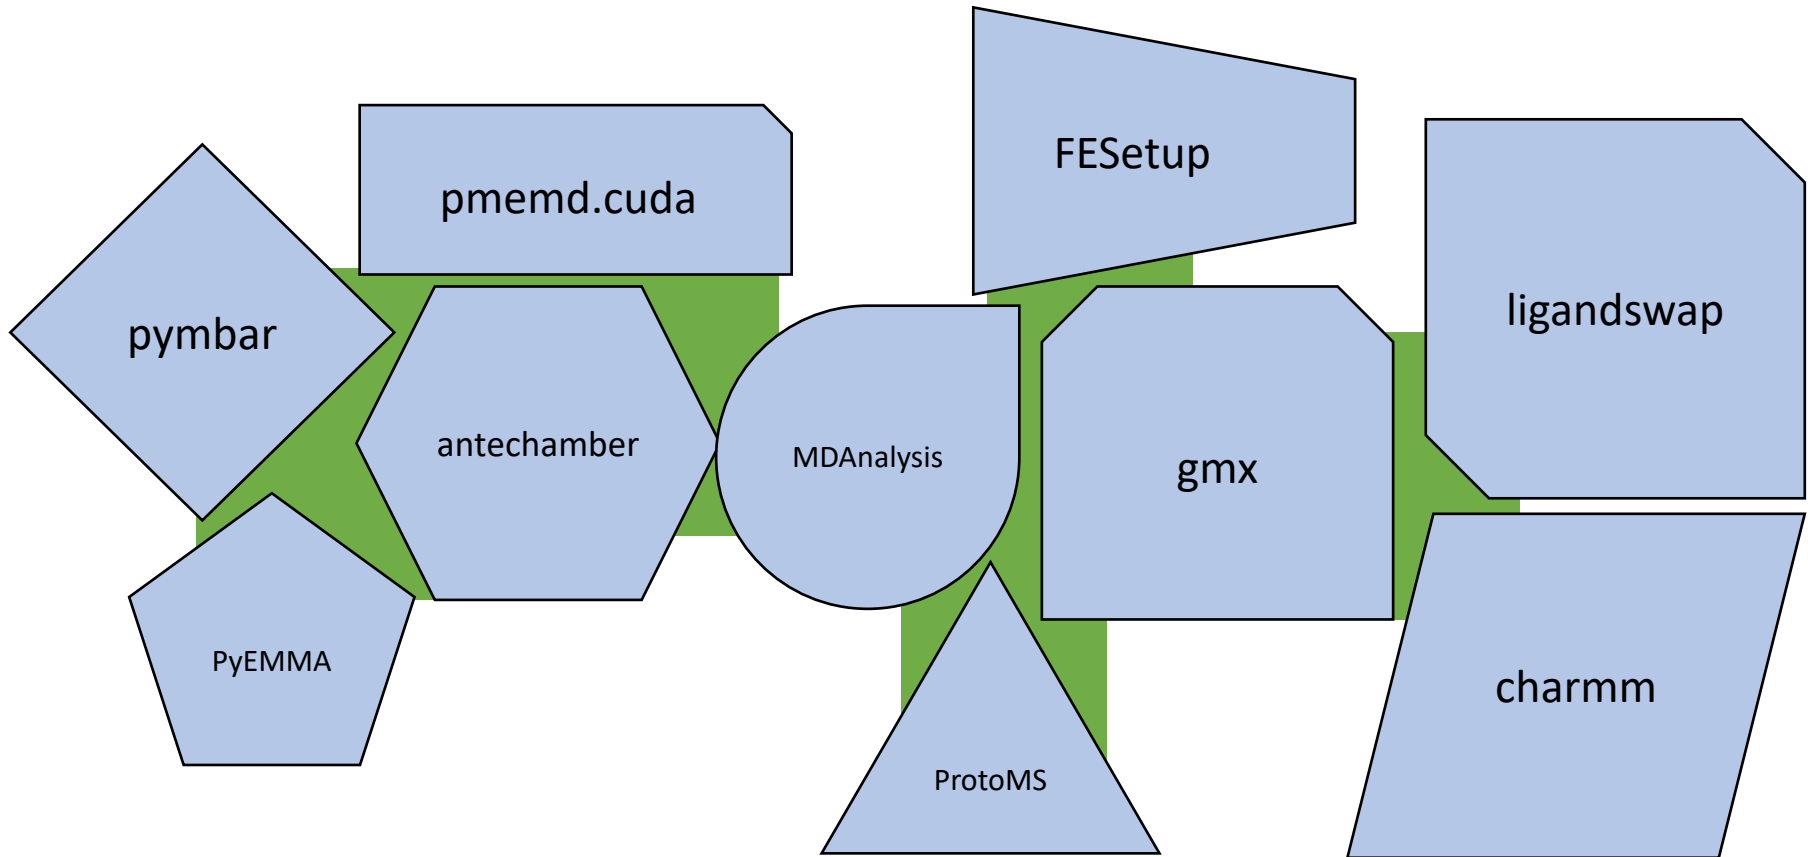 FESetup
pmemd.cuda
ligandswap
pymbar
antechamber
MDAnalysis
gmx
PyEMMA
charmm
ProtoMS